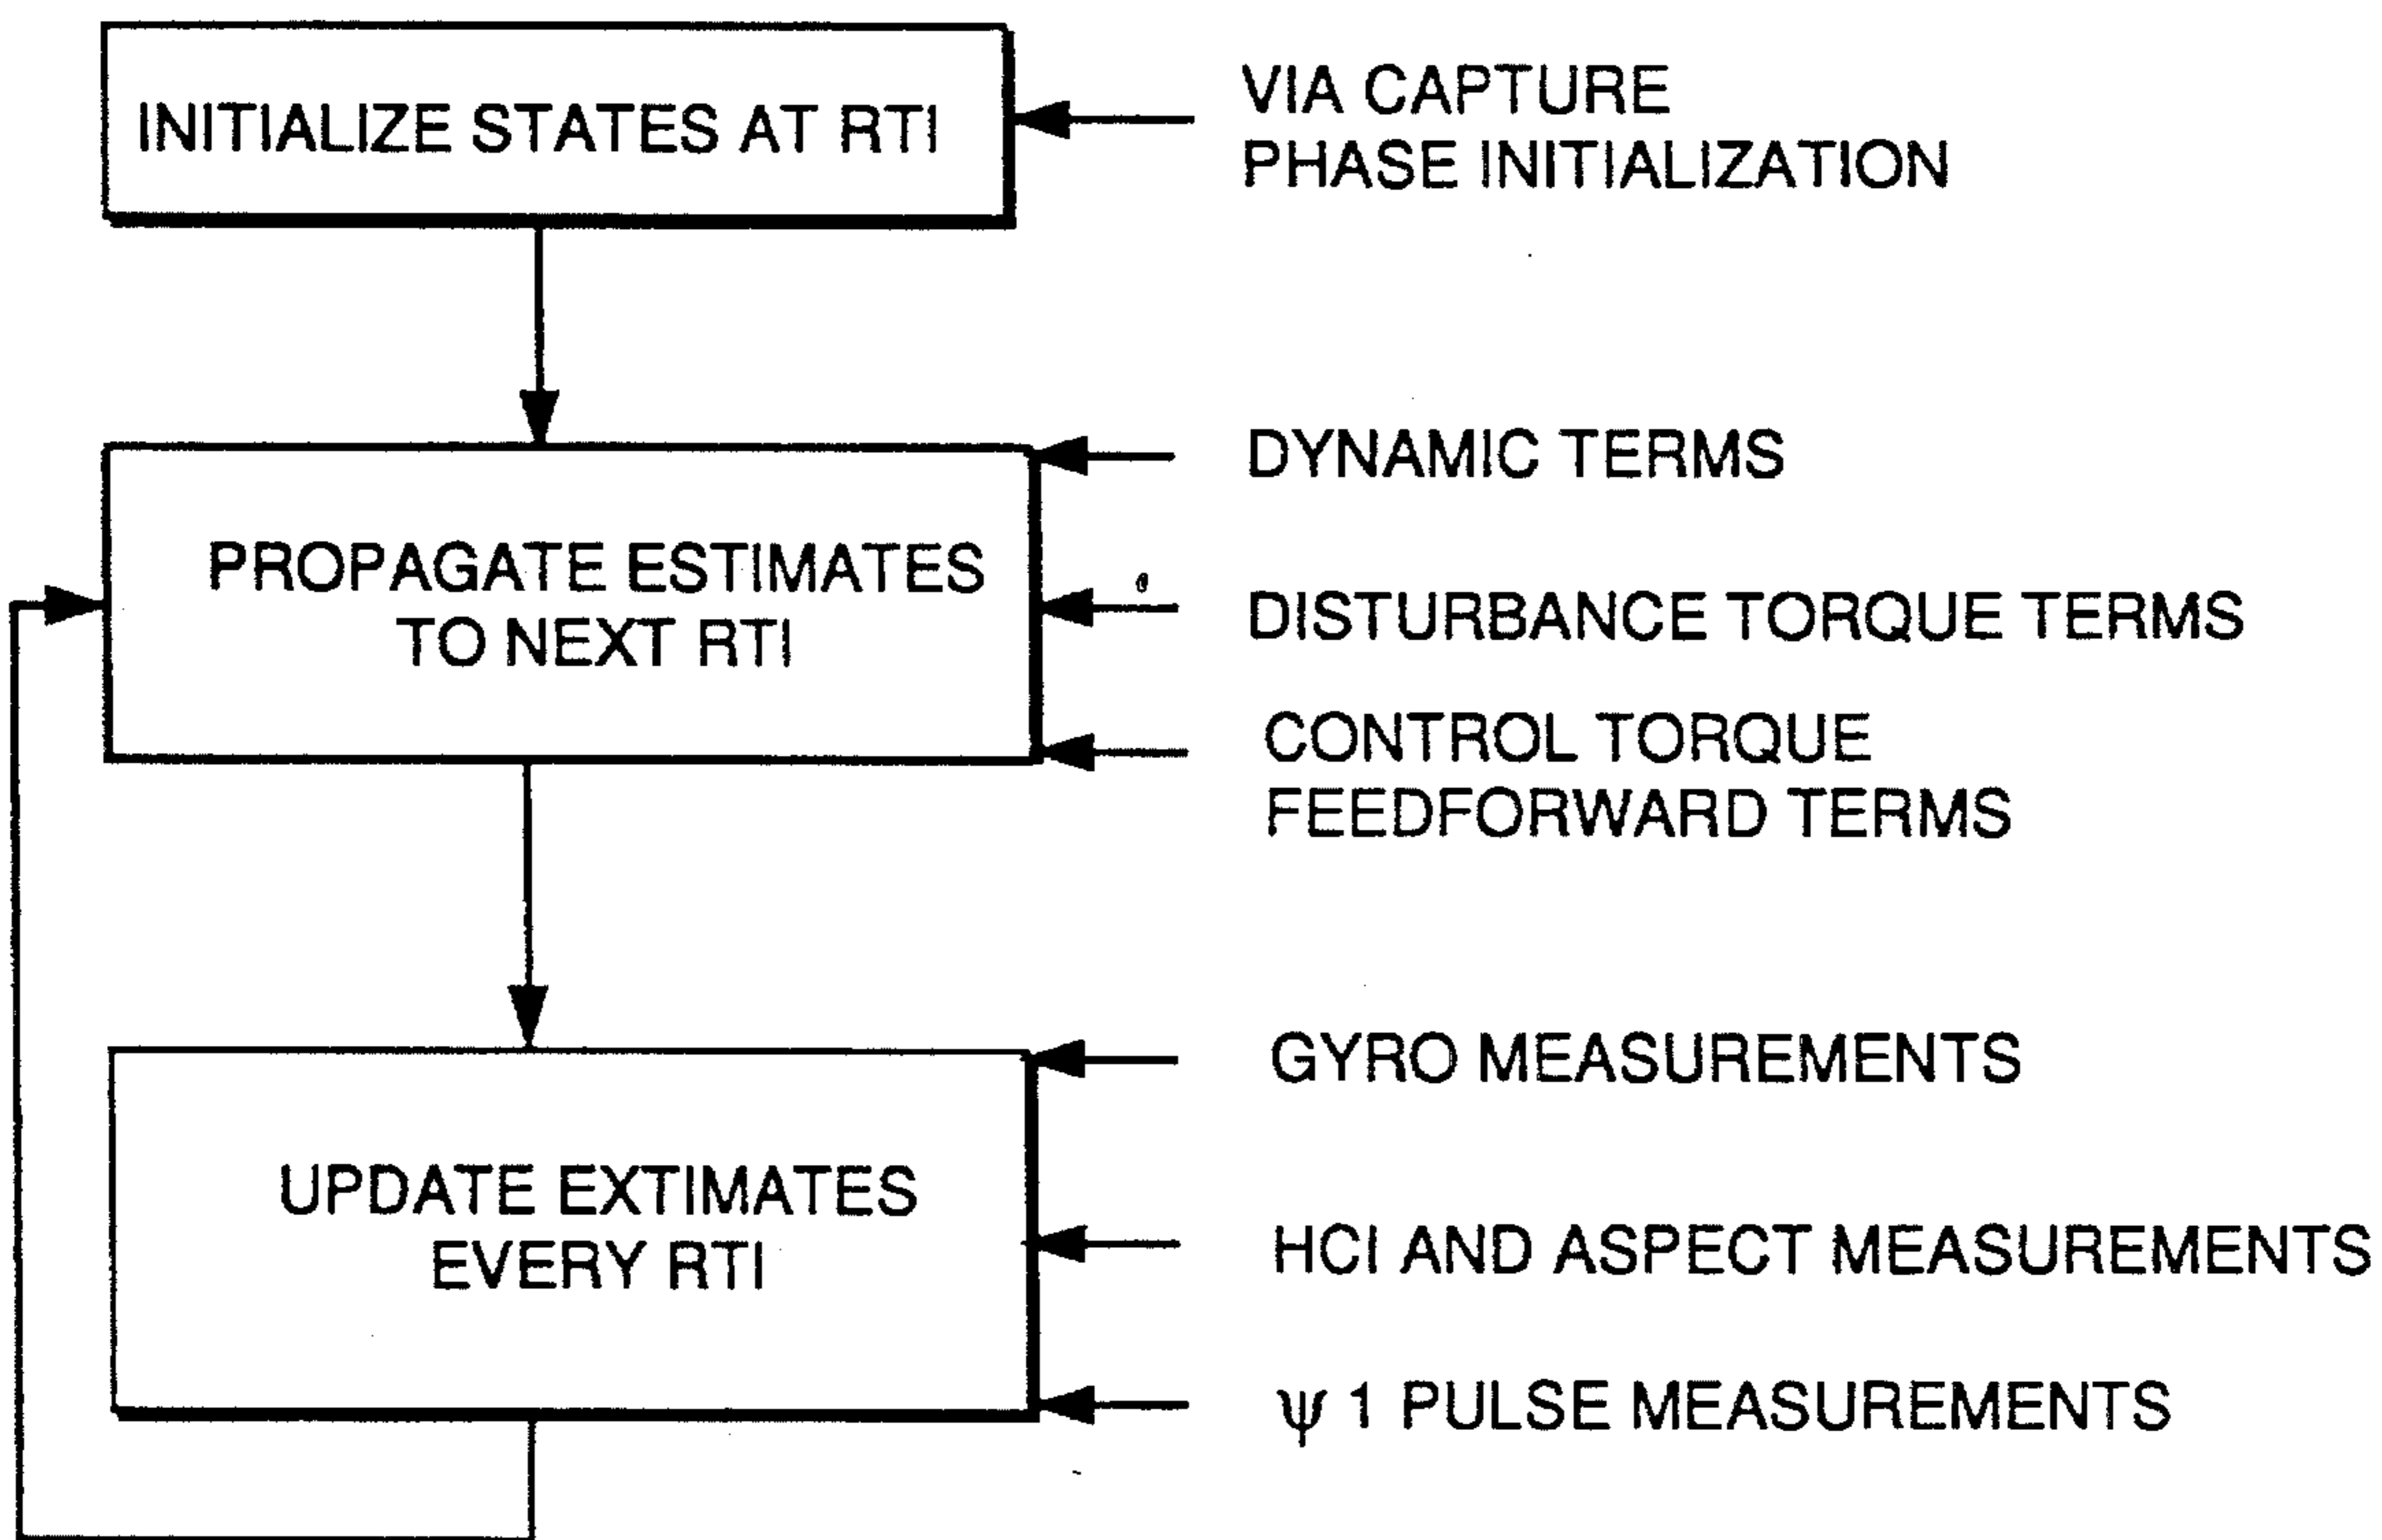 INITIALIZE STATES AT RTI
VIA CAPTURE
PHASE INITIALIZATION
PROPAGATE ESTIMATES
TO NEXT RTI
DYNAMIC TERMS
DISTURBANCE TORQUE TERMS
CONTROL TORQUE
FEEDFORWARD TERMS
UPDATE EXTIMATES
EVERY RTI
GYRO MEASUREMENTS
HCI AND ASPECT MEASUREMENTS
ψ 1 PULSE MEASUREMENTS